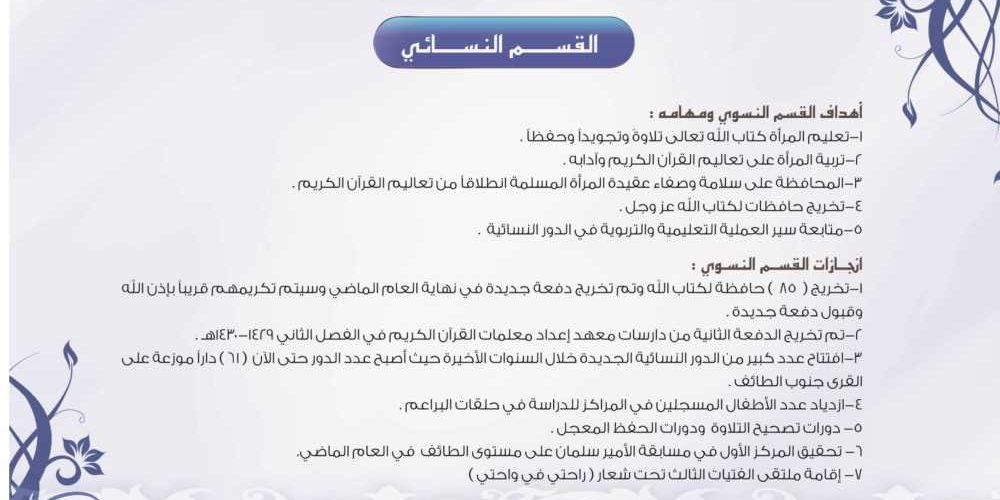 القسم النسائي
أهداف القسم النسوي ومهامه :
١-تعليم المرأة كتاب الله تعالى تلاوةً وتجويداً وحفظاً .
٢-تربية المرأة على تعاليم القرآن الكريم وآدابه .
٣-المحافظة على سلامة وصفاء عقيدة المرأة المسلمة انطلاقاً من تعاليم القرآن الكريم .
٤-تخريج حافظات لكتاب الله عز وجل .
٥-متابعة سير العملية التعليمية والتربوية في الدور النسائية .
انجازات القسم النسوي :
١-تخريج ( ٨٥ ) حافظة لكتاب الله وتم تخريج دفعة جديدة في نهاية العام الماضي وسيتم تكريمهم قريباً بإذن الله
وقبول دفعة جديدة .
٢-تم تخريج الدفعة الثانية من دارسات معهد إعداد معلمات القرآن الكريم في الفصل الثاني ١٤٢٩-١٤٣٠هـ .
٣-افتتاح عدد كبير من الدور النسائية الجديدة خلال السنوات الأخيرة حيث أصبح عدد الدور حتى الآن ( ٦١ ) داراً موزعة على
القرى جنوب الطائف .
٤-ازدياد عدد الأطفال المسجلين في المراكز للدراسة في حلقات البراعم .
٥- دورات تصحيح التلاوة ودورات الحفظ المعجل .
٦- تحقيق المركز الأول في مسابقة الأمير سلمان على مستوى الطائف في العام الماضي.
٧- إقامة ملتقى الفتيات الثالث تحت شعار ( راحتي في واحتي )